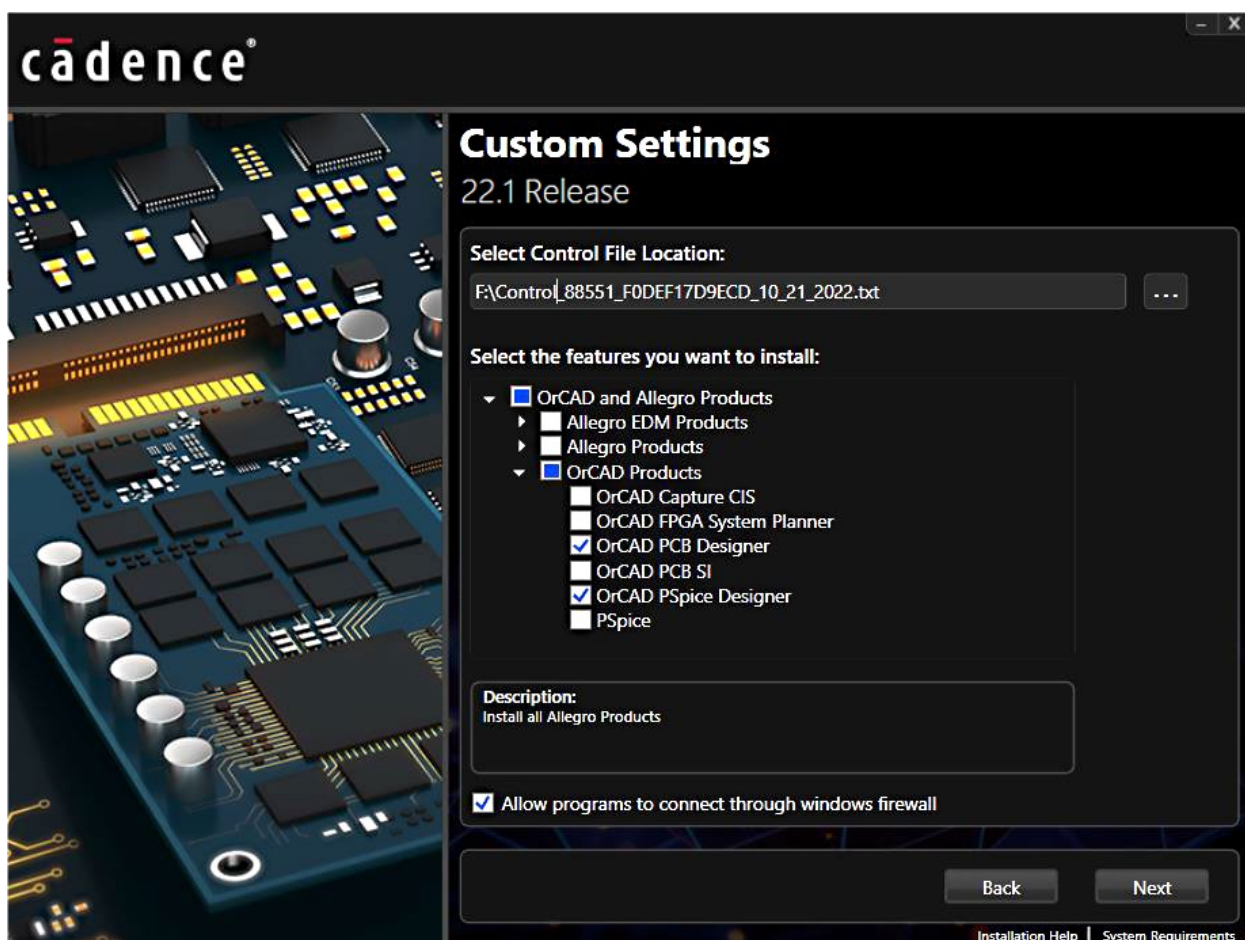 cādence®
Custom Settings
22.1 Release
Select Control File Location:
F:\Control_88551_F0DEF17D9ECD_10_21_2022.txt
...
Select the features you want to install:
OrCAD and Allegro Products
Allegro EDM Products
Allegro Products
OrCAD Products
OrCAD Capture CIS
OrCAD FPGA System Planner
OrCAD PCB Designer
OrCAD PCB SI
OrCAD PSpice Designer
PSpice
Description:
Install all Allegro Products
Allow programs to connect through windows firewall
Back Next
Installation Help | System Requirements